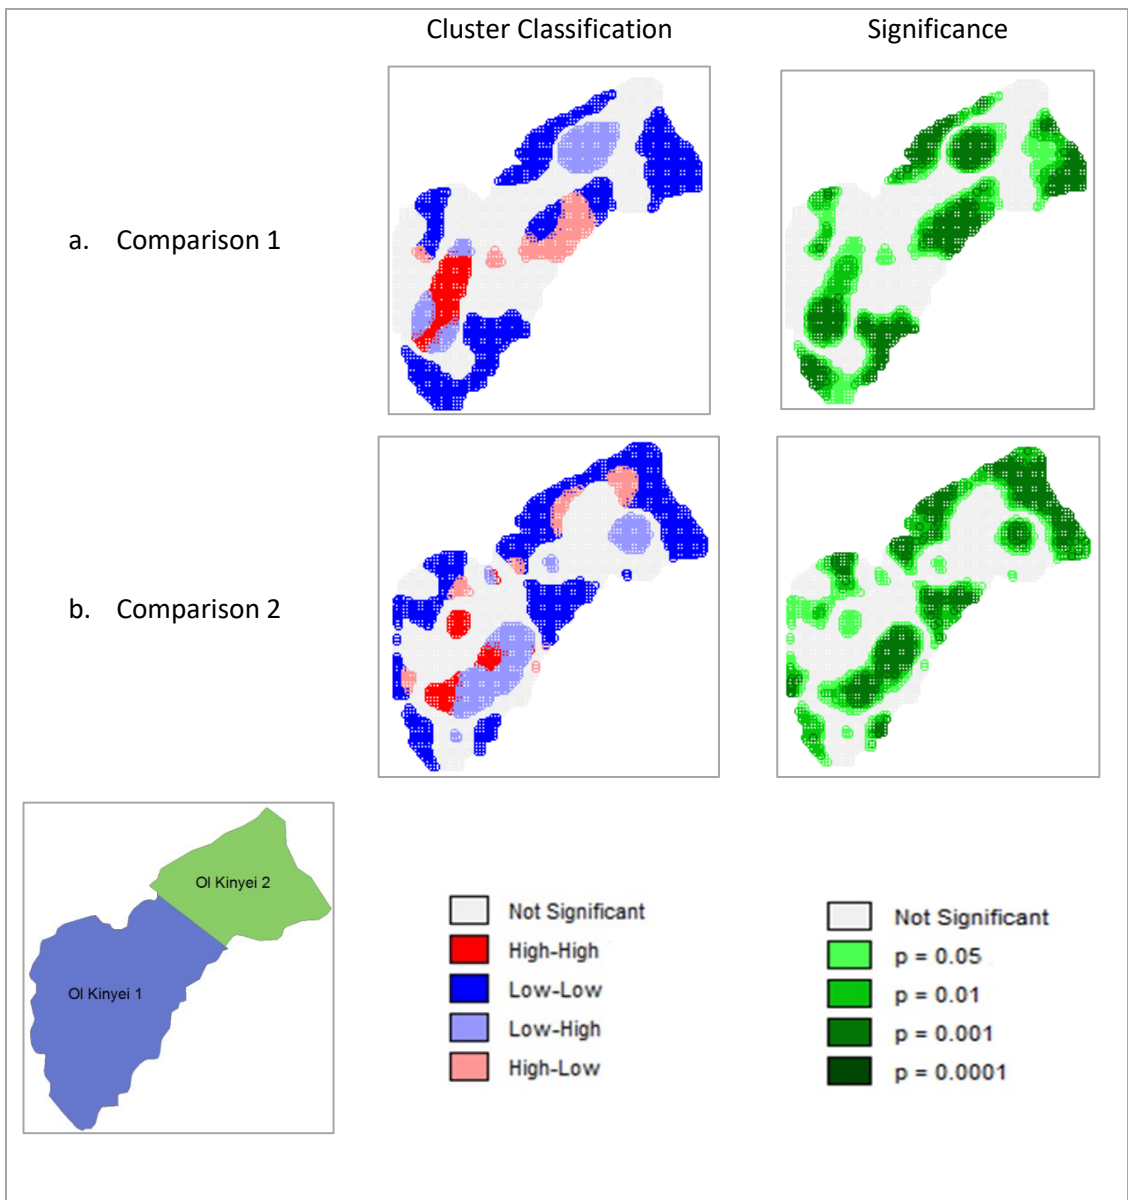 Cluster Classification
Significance
a. Comparison 1
b. Comparison 2
Ol Kinyei 2
Ol Kinyei 1
Not Significant
High-High
Low-Low
Low-High
High-Low
Not Significant
p = 0.05
p = 0.01
p = 0.001
p = 0.0001